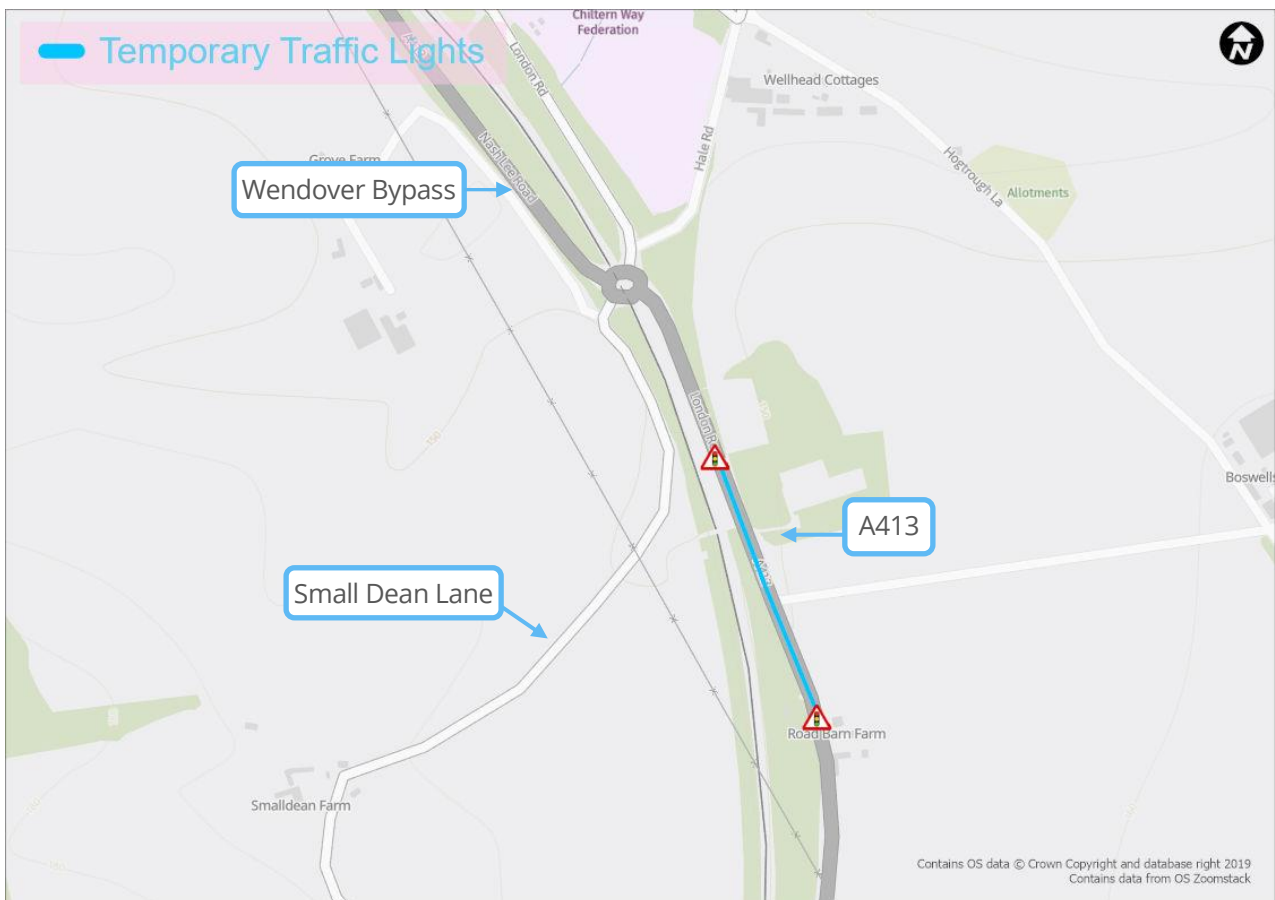 Temporary Traffic Lights
Chiltern Way
Federation
London Rd
Wellhead Cottages
Hale Rd
Hogtrough La
Allotments
Grove Farm
Nash Lee Road
Wendover Bypass
150
London R
150
Boswells
A413
Small Dean Lane
Road Barn Farm
Smalldean Farm
Contains OS data © Crown Copyright and database right 2019
Contains data from OS Zoomstack
N